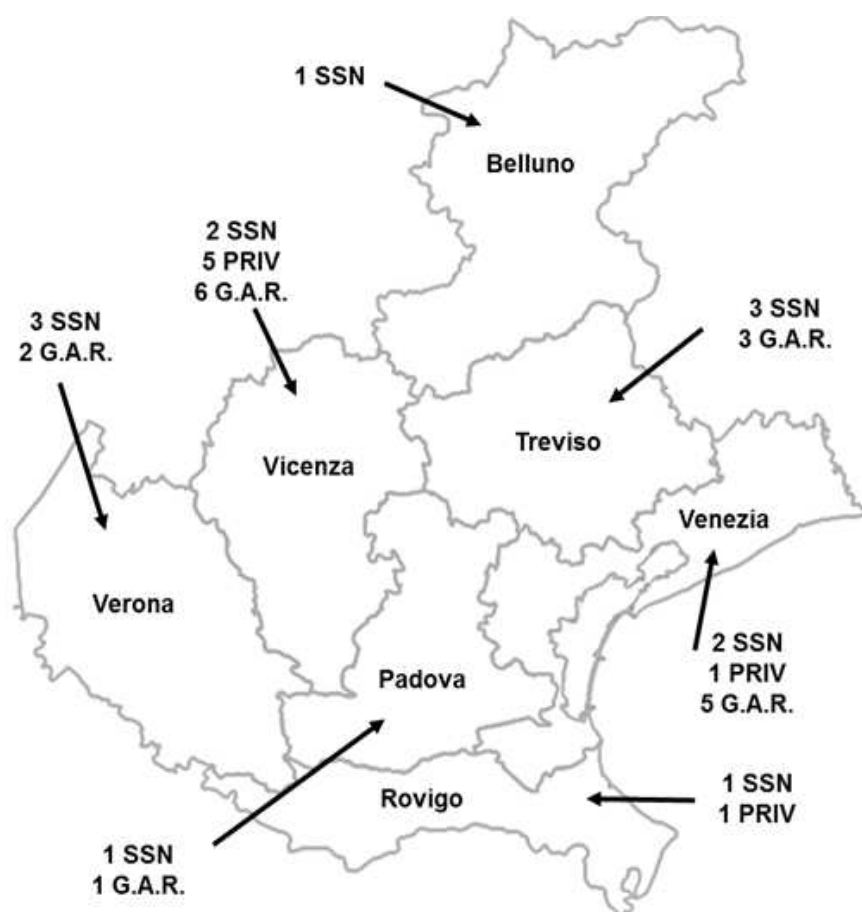 1 SSN
Belluno
2 SSN
5 PRIV
6 G.A.R.
3 SSN
2 G.A.R.
3 SSN
3 G.A.R.
Treviso
Vicenza
Venezia
Verona
2 SSN
1 PRIV
5 G.A.R.
Padova
Rovigo
1 SSN
1 PRIV
1 SSN
1 G.A.R.